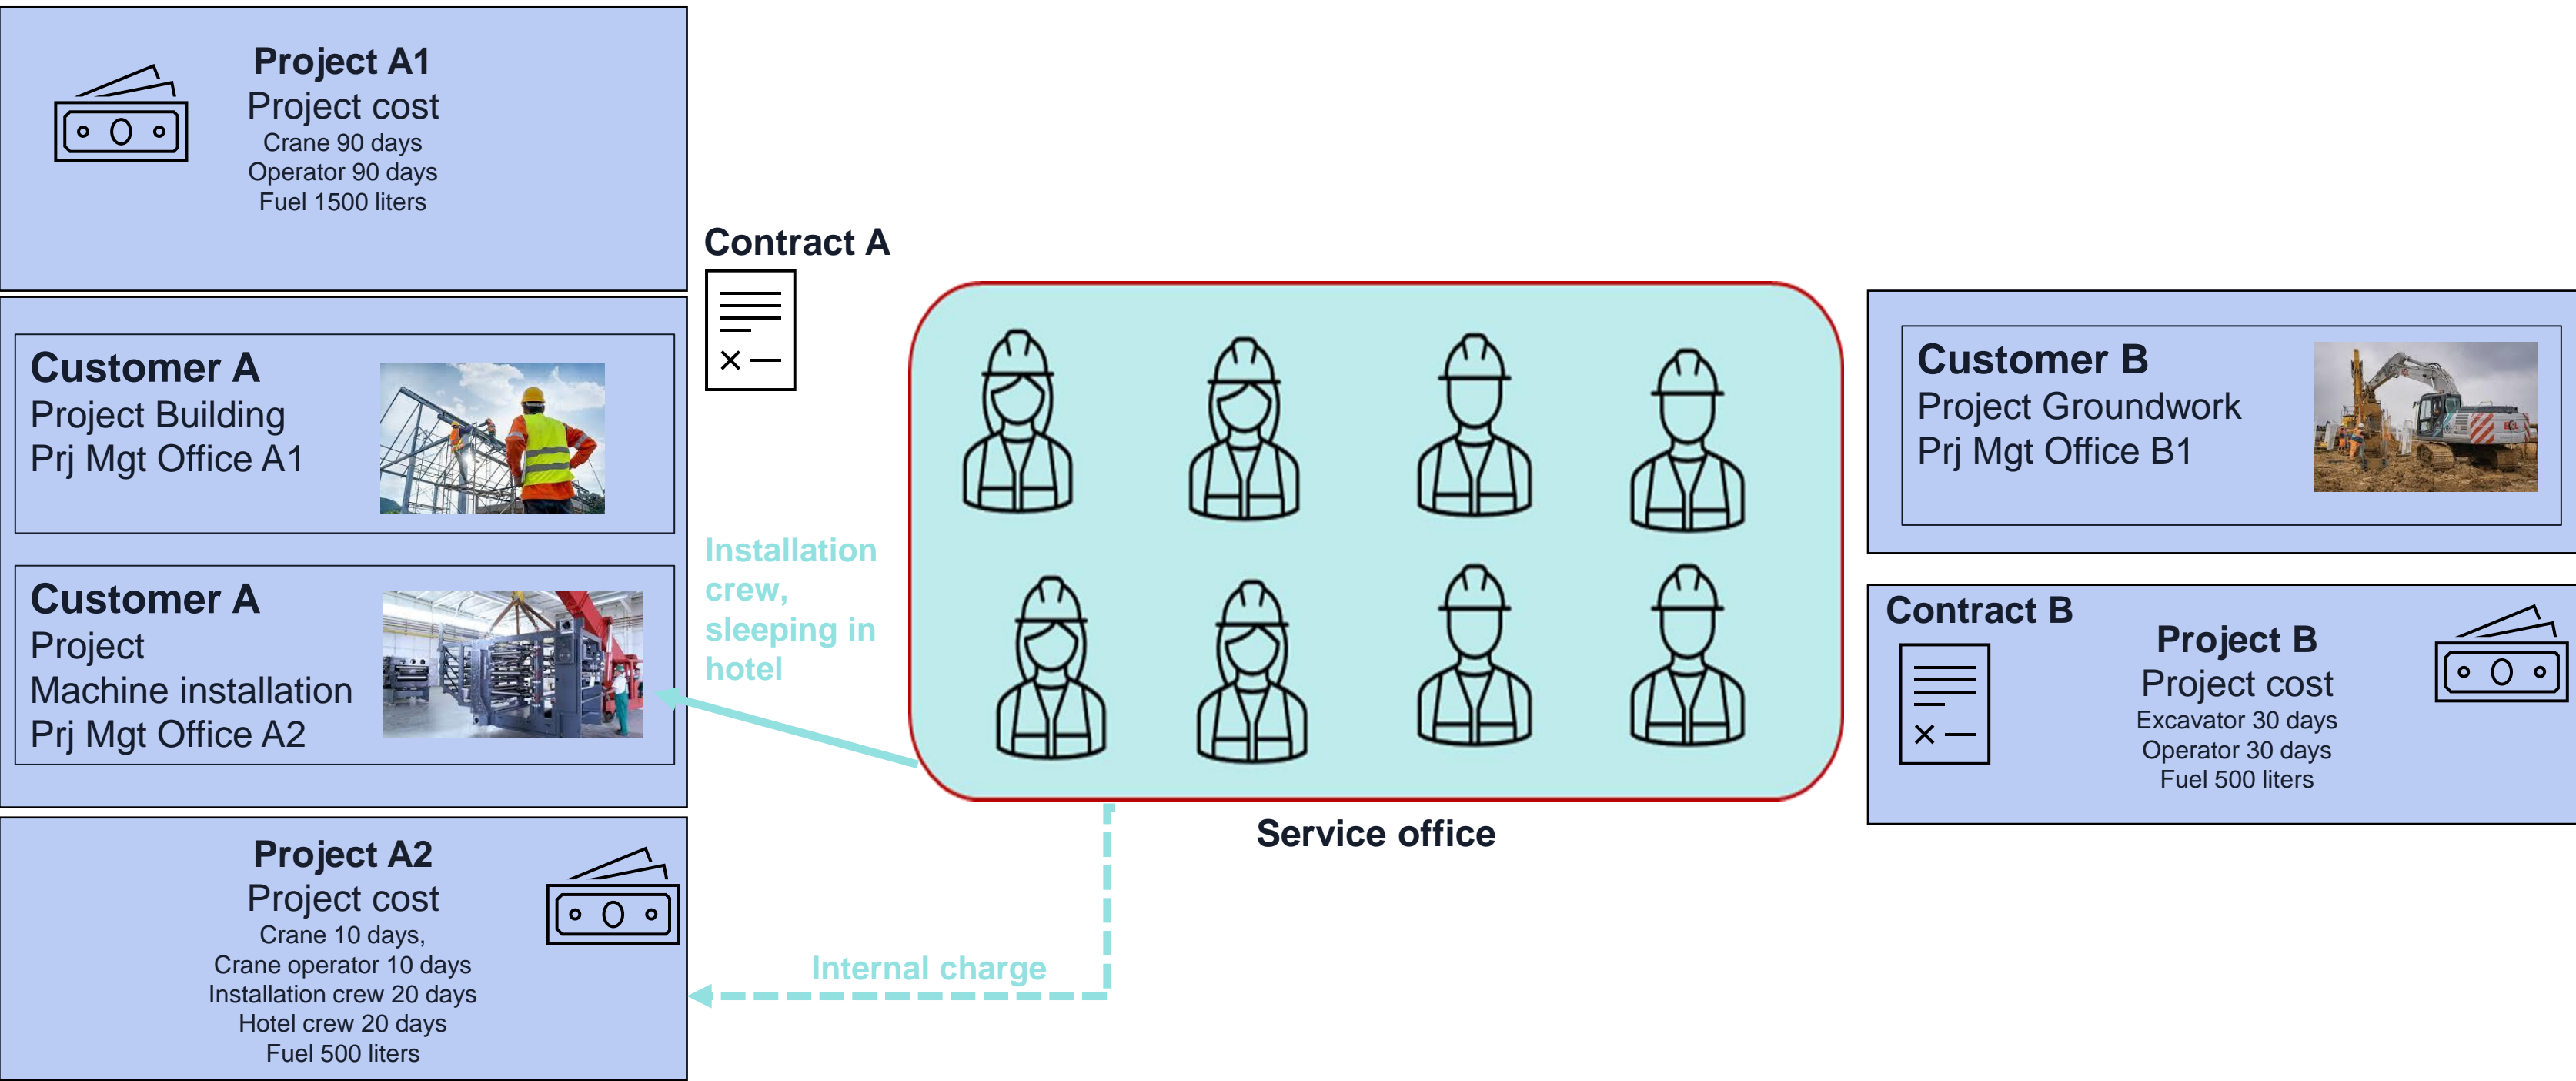 Project A1
Project cost
Crane 90 days
Operator 90 days
Fuel 1500 liters
Contract A
Customer A
Project Building
Prj Mgt Office A1
Installation
crew,
sleeping in
hotel
Customer A
Project
Machine installation
Prj Mgt Office A2
Project A2
Project cost
Crane 10 days,
Crane operator 10 days
Installation crew 20 days
Hotel crew 20 days
Fuel 500 liters
Internal charge
Service office
Customer B
Project Groundwork
Prj Mgt Office B1
Contract B
Project B
Project cost
Excavator 30 days
Operator 30 days
Fuel 500 liters